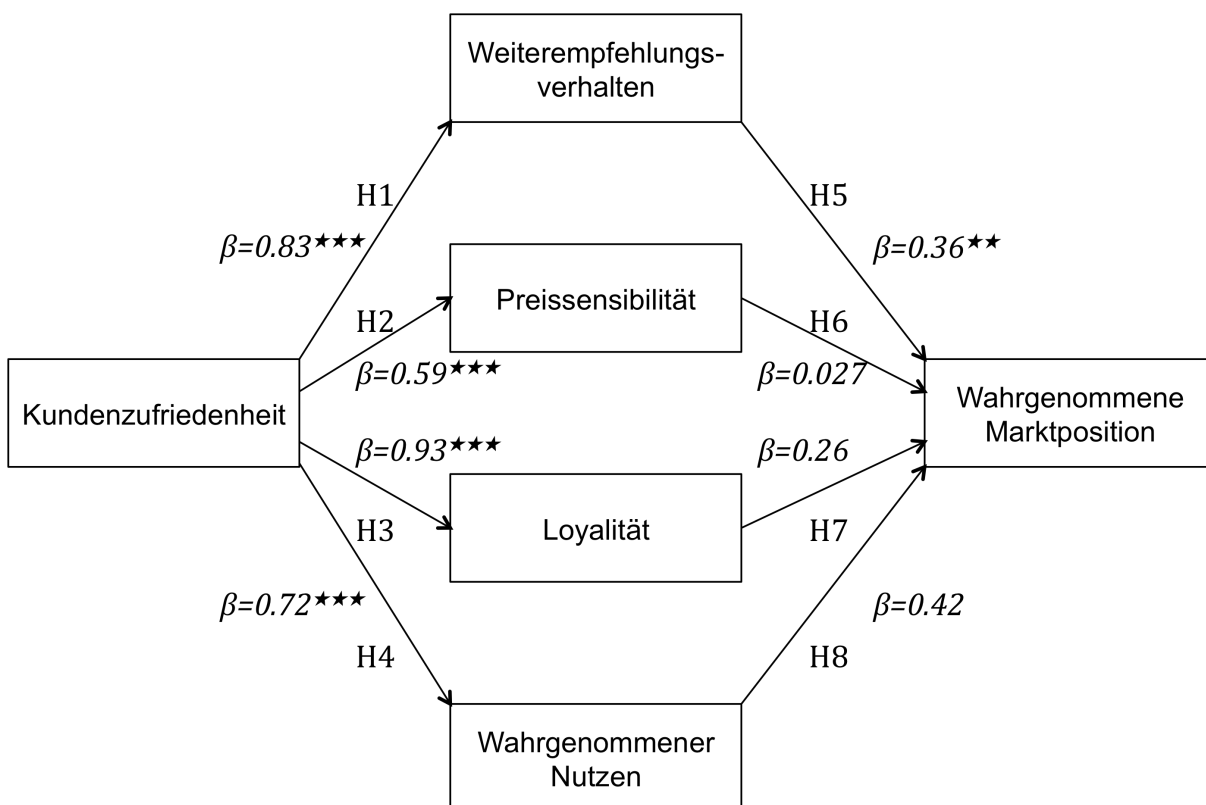 Weiterempfehlungs-
verhalten
H1
H5
β=0.83★★★
β=0.36★★
Preissensibilität
H2
H6
β=0.59★★★
β=0.027
Kundenzufriedenheit
Wahrgenommene
Marktposition
β=0.93★★★
β=0.26
Loyalität
H3
H7
β=0.72★★★
β=0.42
H4
H8
Wahrgenommener
Nutzen